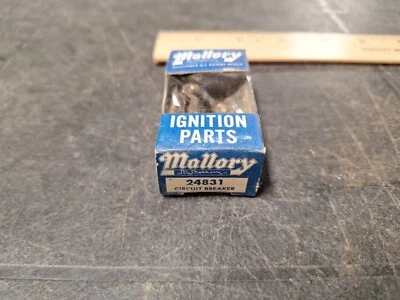 Mallory
IGNITION
PARTS
Mallory
24831
CIRCUIT BREAKER